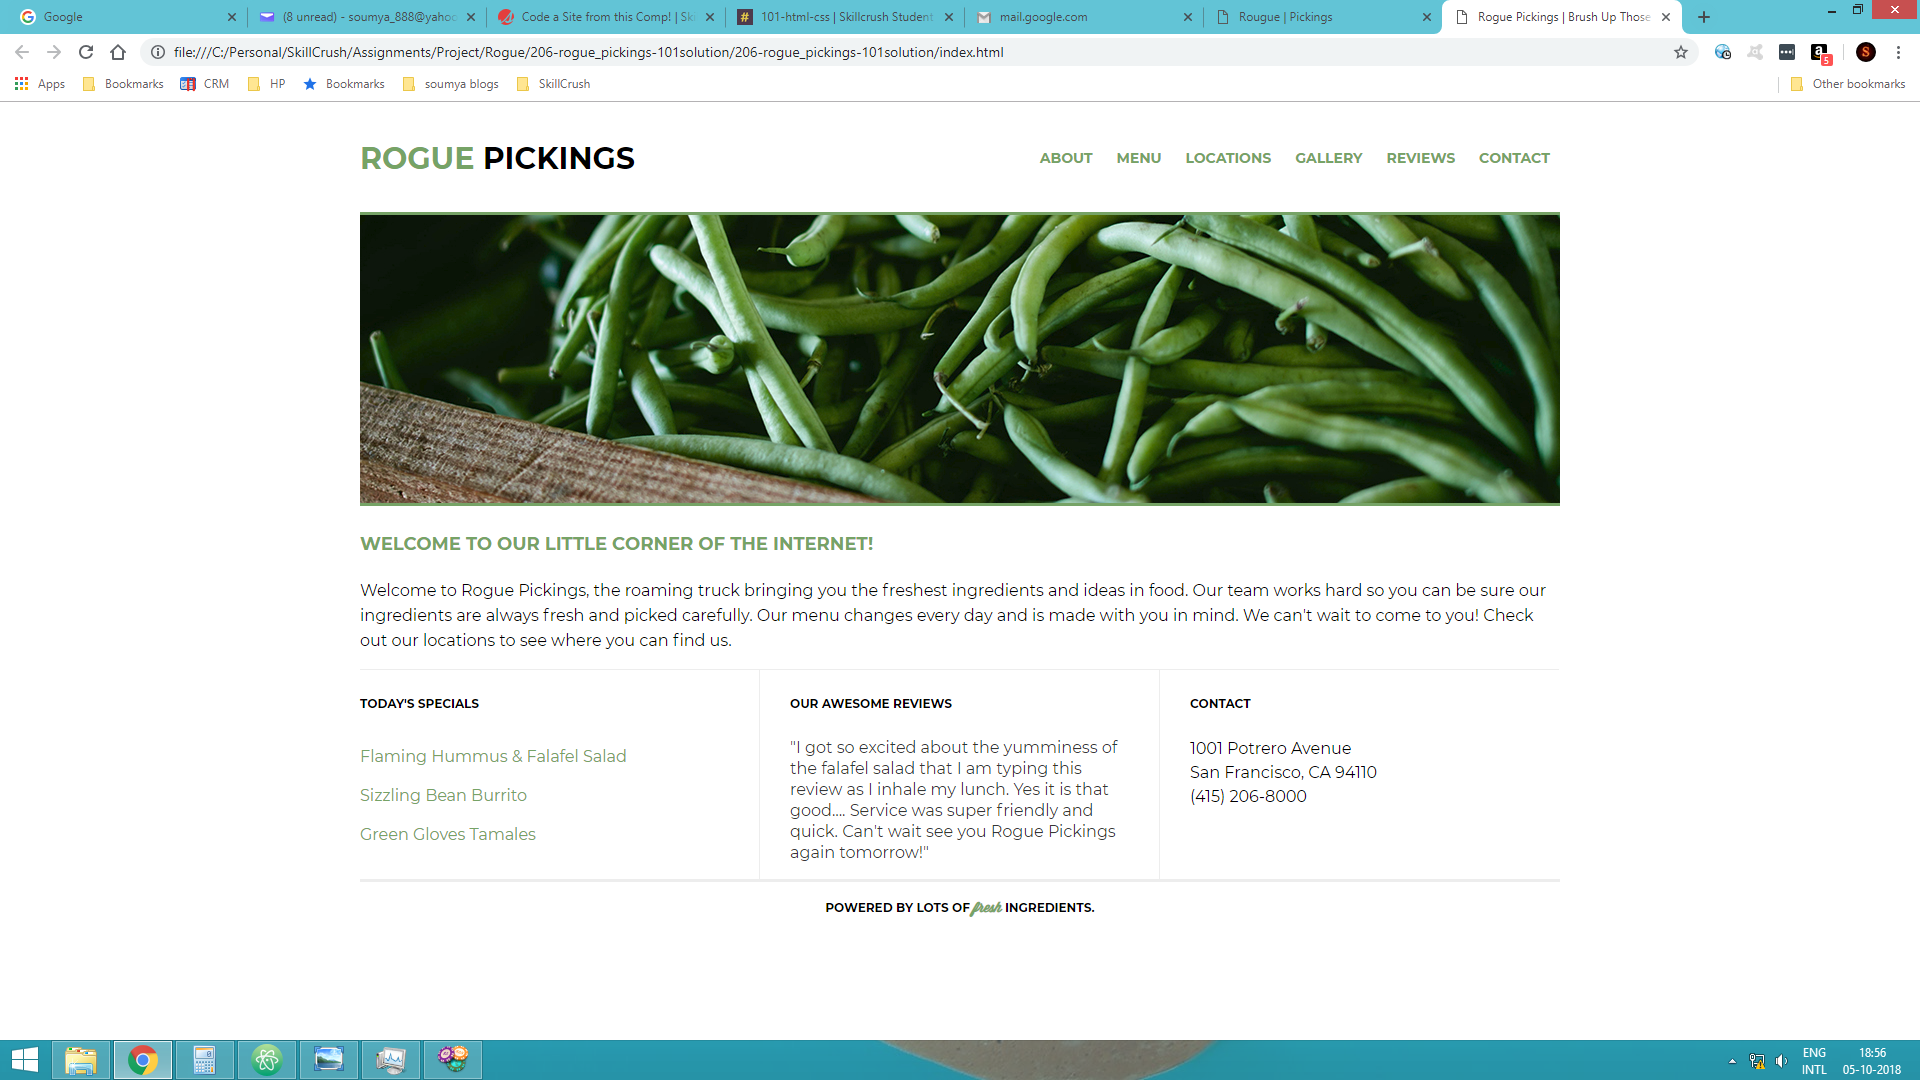 Google
(8 unread) - soumya_888@yahoo
Code a Site from this Comp! | Sk
101-html-css | Skillcrush Student
mail.google.com
Rougue | Pickings
Rogue Pickings | Brush Up Those
file:///C:/Personal/SkillCrush/Assignments/Project/Rogue/206-rogue_pickings-101solution/206-rogue_pickings-101solution/index.html
a
5
S
Apps
Bookmarks
CRM
HP
Bookmarks
soumya blogs
SkillCrush
Other bookmarks
ROGUE PICKINGS
ABOUT MENU LOCATIONS GALLERY REVIEWS CONTACT
WELCOME TO OUR LITTLE CORNER OF THE INTERNET!
Welcome to Rogue Pickings, the roaming truck bringing you the freshest ingredients and ideas in food. Our team works hard so you can be sure our
ingredients are always fresh and picked carefully. Our menu changes every day and is made with you in mind. We can't wait to come to you! Check
out our locations to see where you can find us.
TODAY'S SPECIALS
Flaming Hummus & Falafel Salad
Sizzling Bean Burrito
Green Gloves Tamales
OUR AWESOME REVIEWS
"I got so excited about the yumminess of
the falafel salad that I am typing this
review as I inhale my lunch. Yes it is that
good.... Service was super friendly and
quick. Can't wait see you Rogue Pickings
again tomorrow!"
CONTACT
1001 Potrero Avenue
San Francisco, CA 94110
(415) 206-8000
POWERED BY LOTS OF fresh INGREDIENTS.
ENG
INTL
18:56
05-10-2018